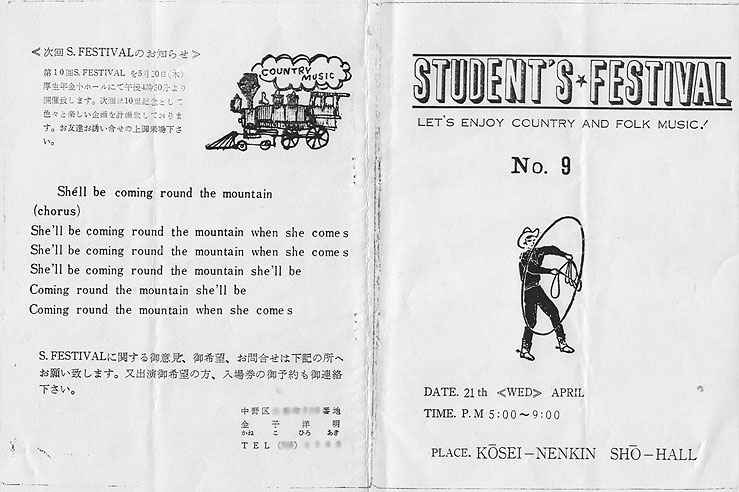 ≪次回 S. FESTIVALのお知らせ≫
第10回S. FESTIVAL を5月20日(木)
厚生年金小ホールにて午後4時30分より
開催致します。次回は10回記念として
色々と楽しい企画を計画致しておりま
す。お友達お誘い合せの上御来場下さ
い。
COUNTRY
MUSIC
She'll be coming round the mountain
(chorus)
She'll be coming round the mountain when she comes
She'll be coming round the mountain when she comes
She'll be coming round the mountain she'll be
Coming round the mountain she'll be
Coming round the mountain when she comes
S. FESTIVALに関する御意見、御希望、お問合せは下記の所へ
お願い致します。又出演御希望の方、入場券の御予約も御連絡
下さい。
中野区 番地
金子洋明
かねこひろあき
TEL
STUDENT'S★FESTIVAL
LET'S ENJOY COUNTRY AND FOLK MUSIC!
No. 9
DATE. 21th ≪WED≫ APRIL
TIME. P.M 5:00～9:00
PLACE. KŌSEI－NENKIN SHŌ－HALL